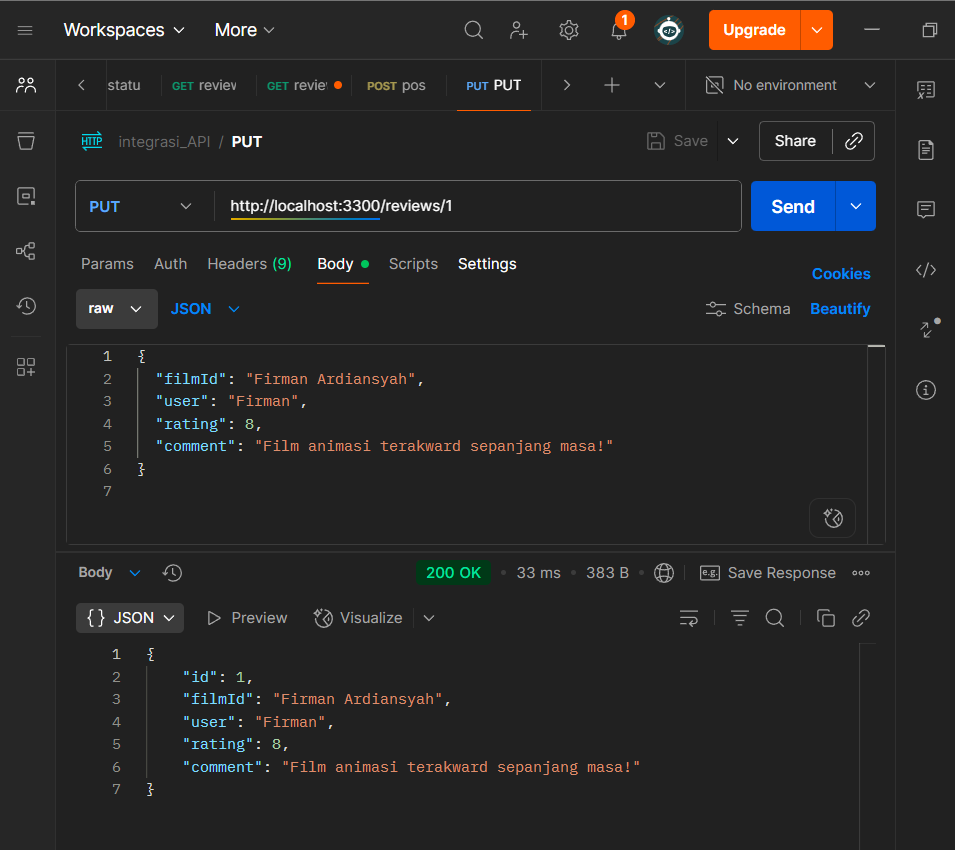 Workspaces More 1 Upgrade
statu GET review GET revie PUT POST pos PUT PUT No environment
HTTP integrasi_API / PUT Save Share
PUT http://localhost:3300/reviews/1 Send
Params Auth Headers (9) Body Scripts Settings
Cookies
raw JSON Schema Beautify
1 {
2 "filmId": "Firman Ardiansyah",
3 "user": "Firman",
4 "rating": 8,
5 "comment": "Film animasi terakward sepanjang masa!"
6 }
7
Body 200 OK • 33 ms • 383 B • e.g. Save Response
{} JSON Preview Visualize
1 {
2 "id": 1,
3 "filmId": "Firman Ardiansyah",
4 "user": "Firman",
5 "rating": 8,
6 "comment": "Film animasi terakward sepanjang masa!"
7 }